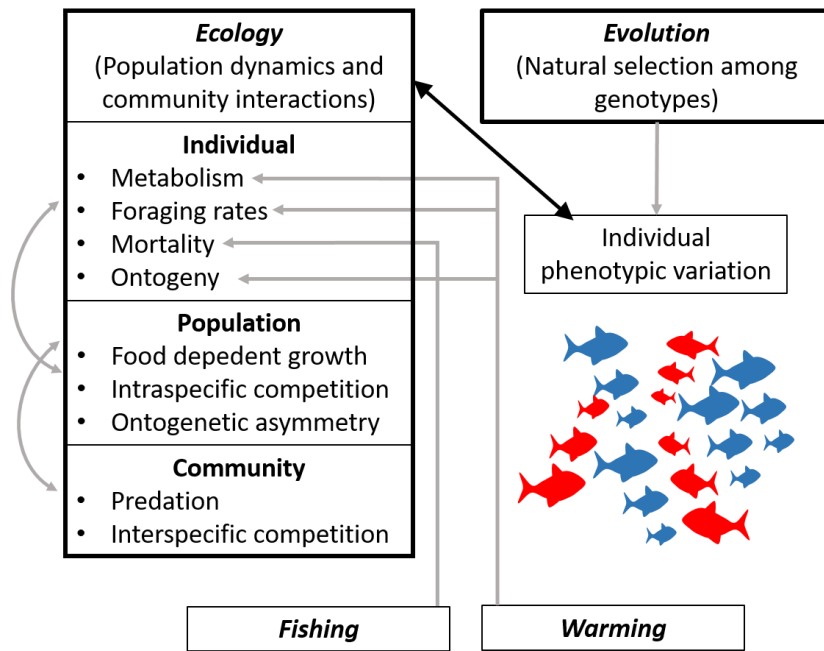 Ecology
(Population dynamics and
community interactions)
Individual
• Metabolism
• Foraging rates
• Mortality
• Ontogeny
Population
• Food depedent growth
• Intraspecific competition
• Ontogenetic asymmetry
Community
• Predation
• Interspecific competition
Evolution
(Natural selection among
genotypes)
Individual
phenotypic variation
Fishing
Warming